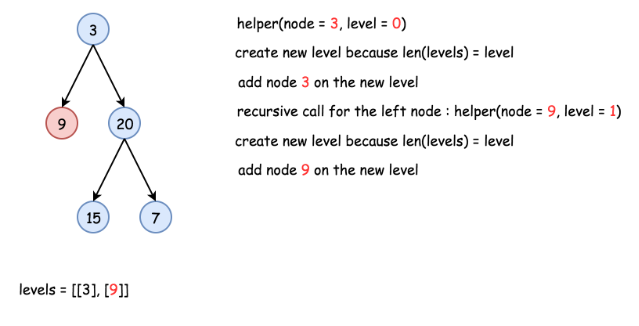 3
helper(node = 3, level = 0)
create new level because len(levels) = level
add node 3 on the new level
9
20
recursive call for the left node : helper(node = 9, level = 1)
create new level because len(levels) = level
add node 9 on the new level
15
7
levels = [[3], [9]]